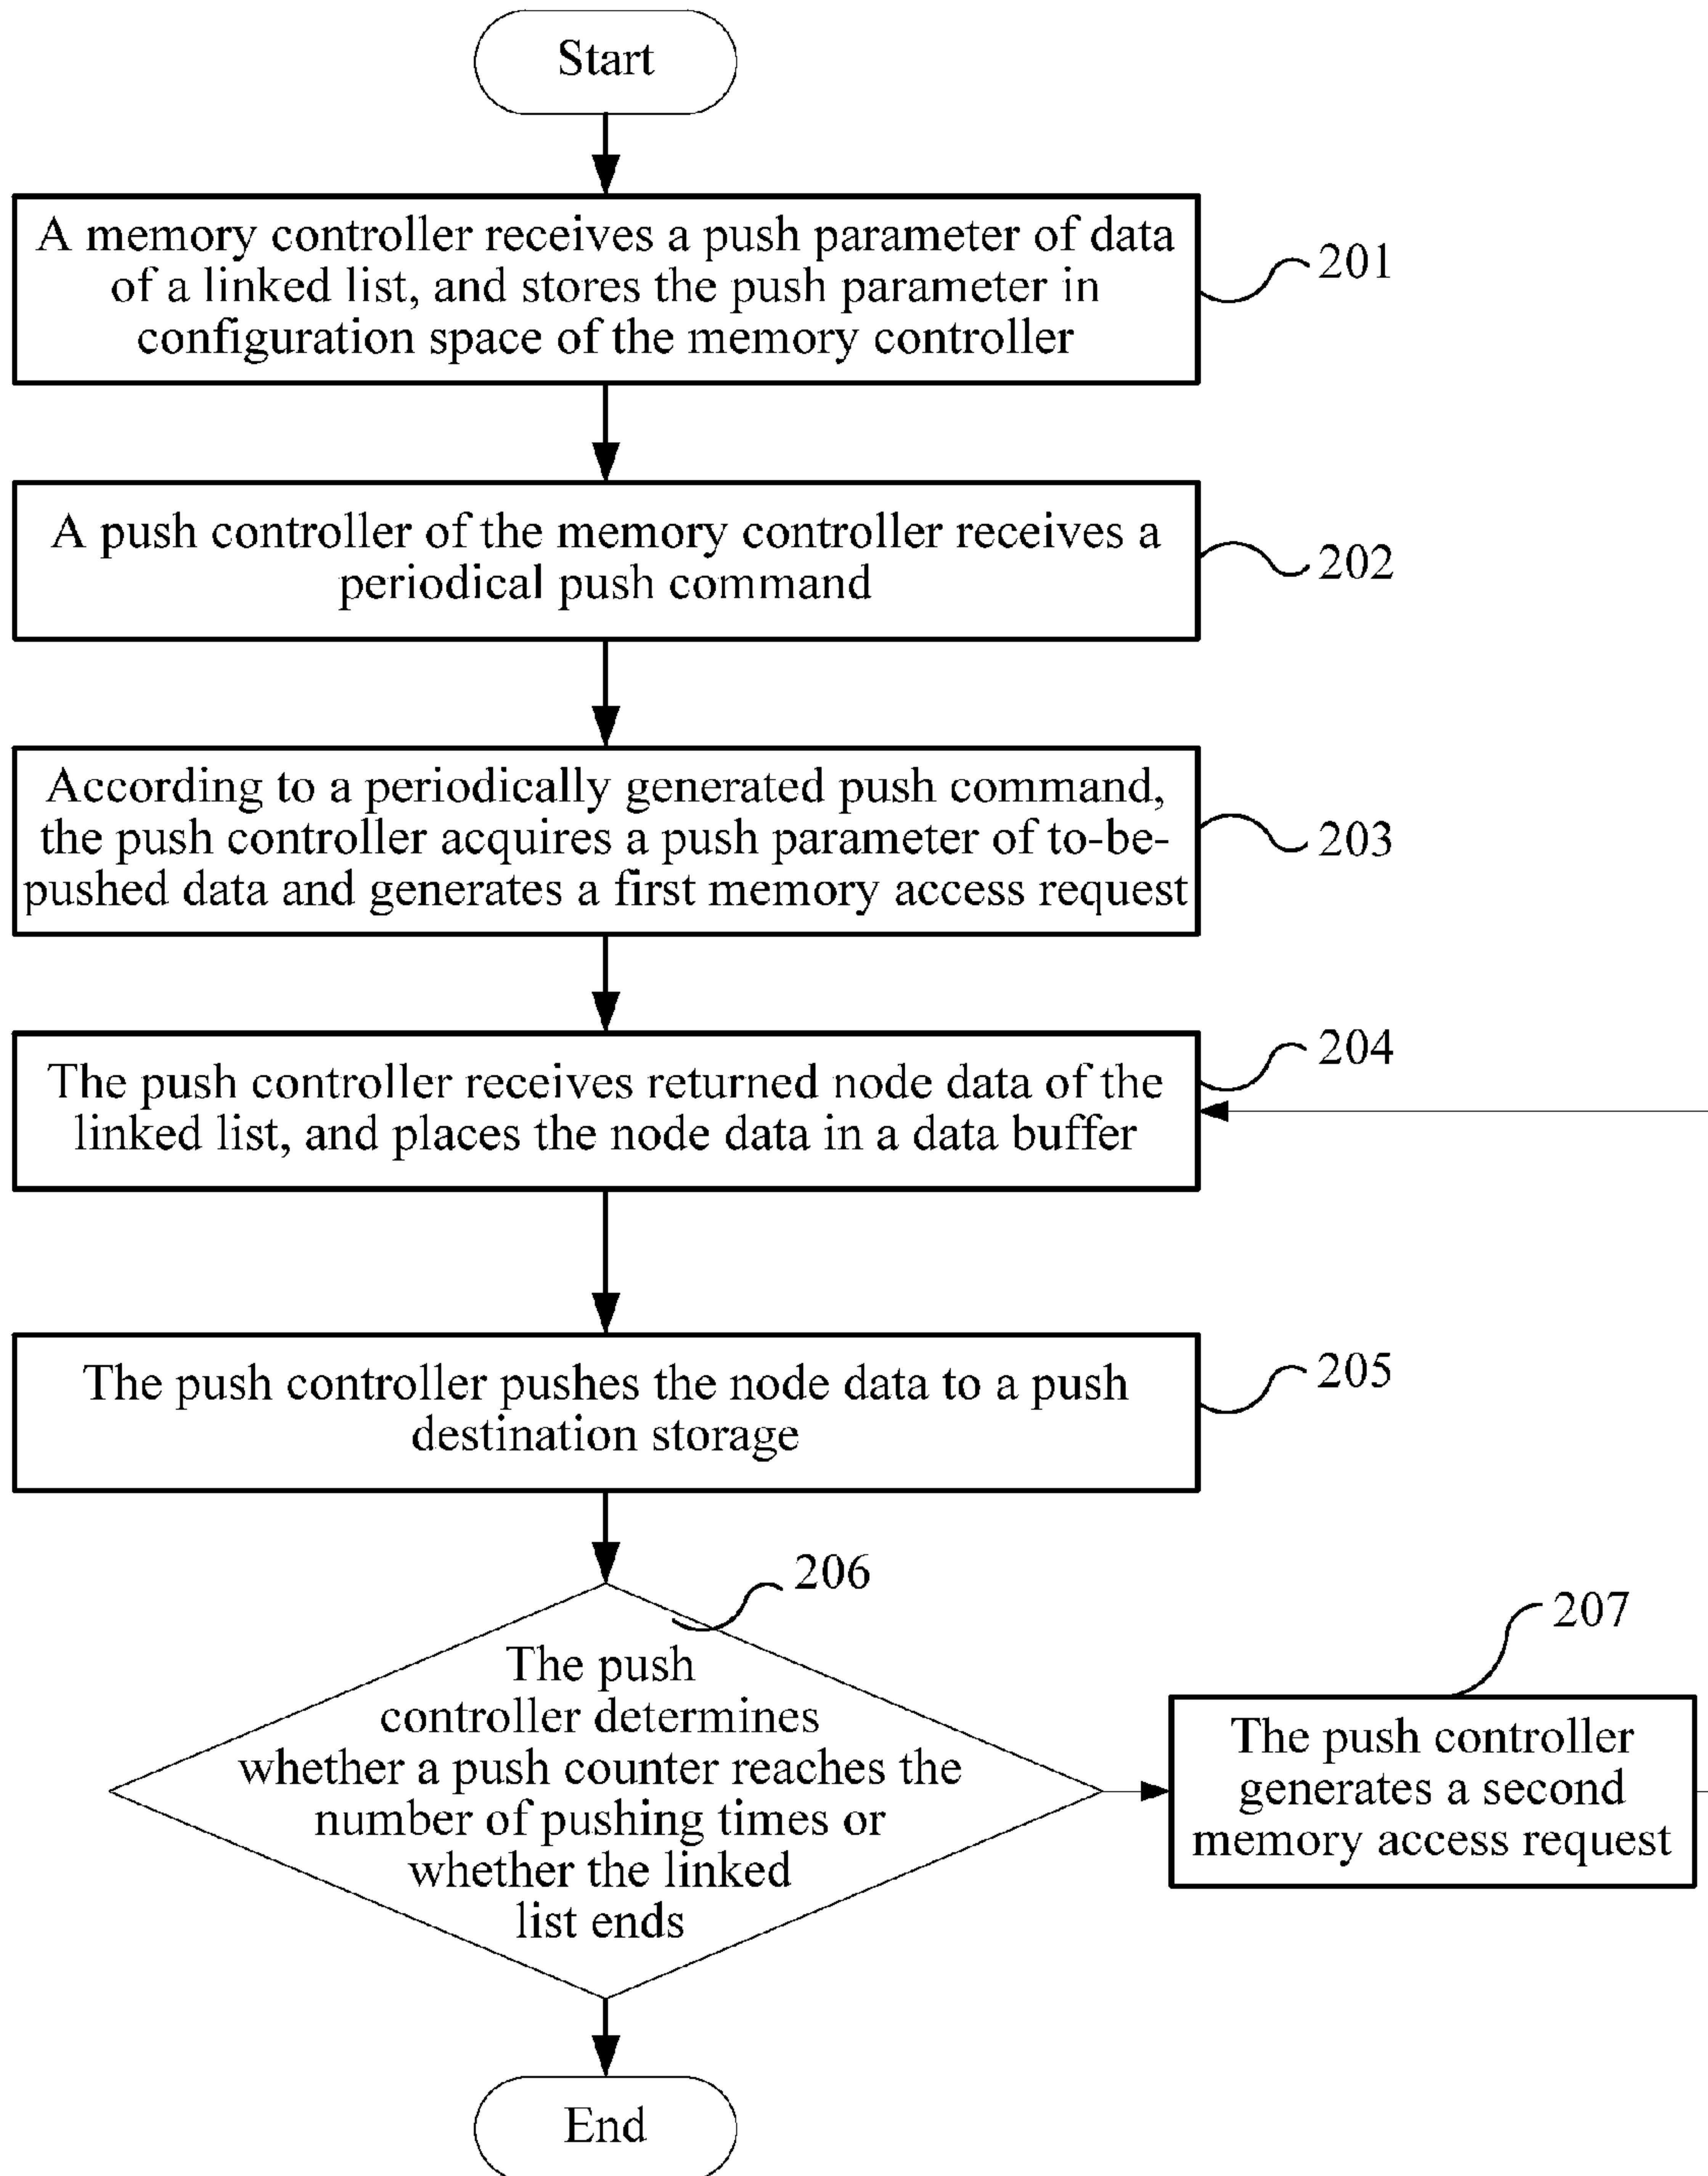 Start
A memory controller receives a push parameter of data
of a linked list, and stores the push parameter in
configuration space of the memory controller
201
A push controller of the memory controller receives a
periodical push command
202
According to a periodically generated push command,
the push controller acquires a push parameter of to-be-
pushed data and generates a first memory access request
203
The push controller receives returned node data of the
linked list, and places the node data in a data buffer
204
The push controller pushes the node data to a push
destination storage
205
206
The push
controller determines
whether a push counter reaches the
number of pushing times or
whether the linked
list ends
207
The push controller
generates a second
memory access request
End